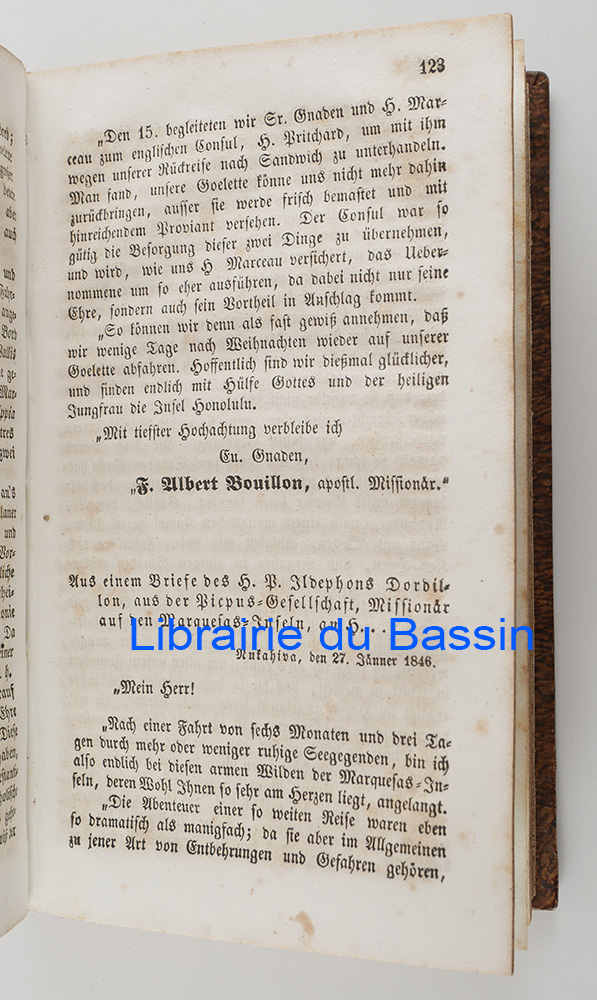 123
„Den 15. begleiteten wir Sr. Gnaden und H. Mar-
ceau zum englischen Consul, H. Pritchard, um mit ihm
wegen unserer Rückreise nach Sandwich zu unterhandeln.
Man fand, unsere Goelette könne uns nicht mehr dahin
zurückbringen, ausser sie werde frisch bemastet und mit
hinreichendem Proviant versehen. Der Consul war so
gütig die Besorgung dieser zwei Dinge zu übernehmen,
und wird, wie uns H Marceau versichert, das Ueber-
nommene um so eher ausführen, da dabei nicht nur seine
Ehre, sondern auch sein Vortheil in Anschlag kommt.
„So können wir denn als fast gewiß annehmen, daß
wir wenige Tage nach Weihnachten wieder auf unserer
Goelette abfahren. Hoffentlich sind wir dießmal glücklicher,
und finden endlich mit Hülfe Gottes und der heiligen
Jungfrau die Insel Honolulu.
„Mit tiefster Hochachtung verbleibe ich
Eu. Gnaden,
„F. Albert Bouillon, apostl. Missionär.“
Aus einem Briefe des H. P. Ildephons Dordil-
lon, aus der Picpus-Gesellschaft, Missionär
auf den Marquesas-Inseln, an H...
Librairie du Bassin
Nukahiva, den 27. Jänner 1846.
„Mein Herr!
„Nach einer Fahrt von sechs Monaten und drei Ta-
gen durch mehr oder weniger ruhige Seegegenden, bin ich
also endlich bei diesen armen Wilden der Marquesas-In-
seln, deren Wohl Ihnen so sehr am Herzen liegt, angelangt.
„Die Abenteuer einer so weiten Reise waren eben
so dramatisch als manigfach; da sie aber im Allgemeinen
zu jener Art von Entbehrungen und Gefahren gehören,